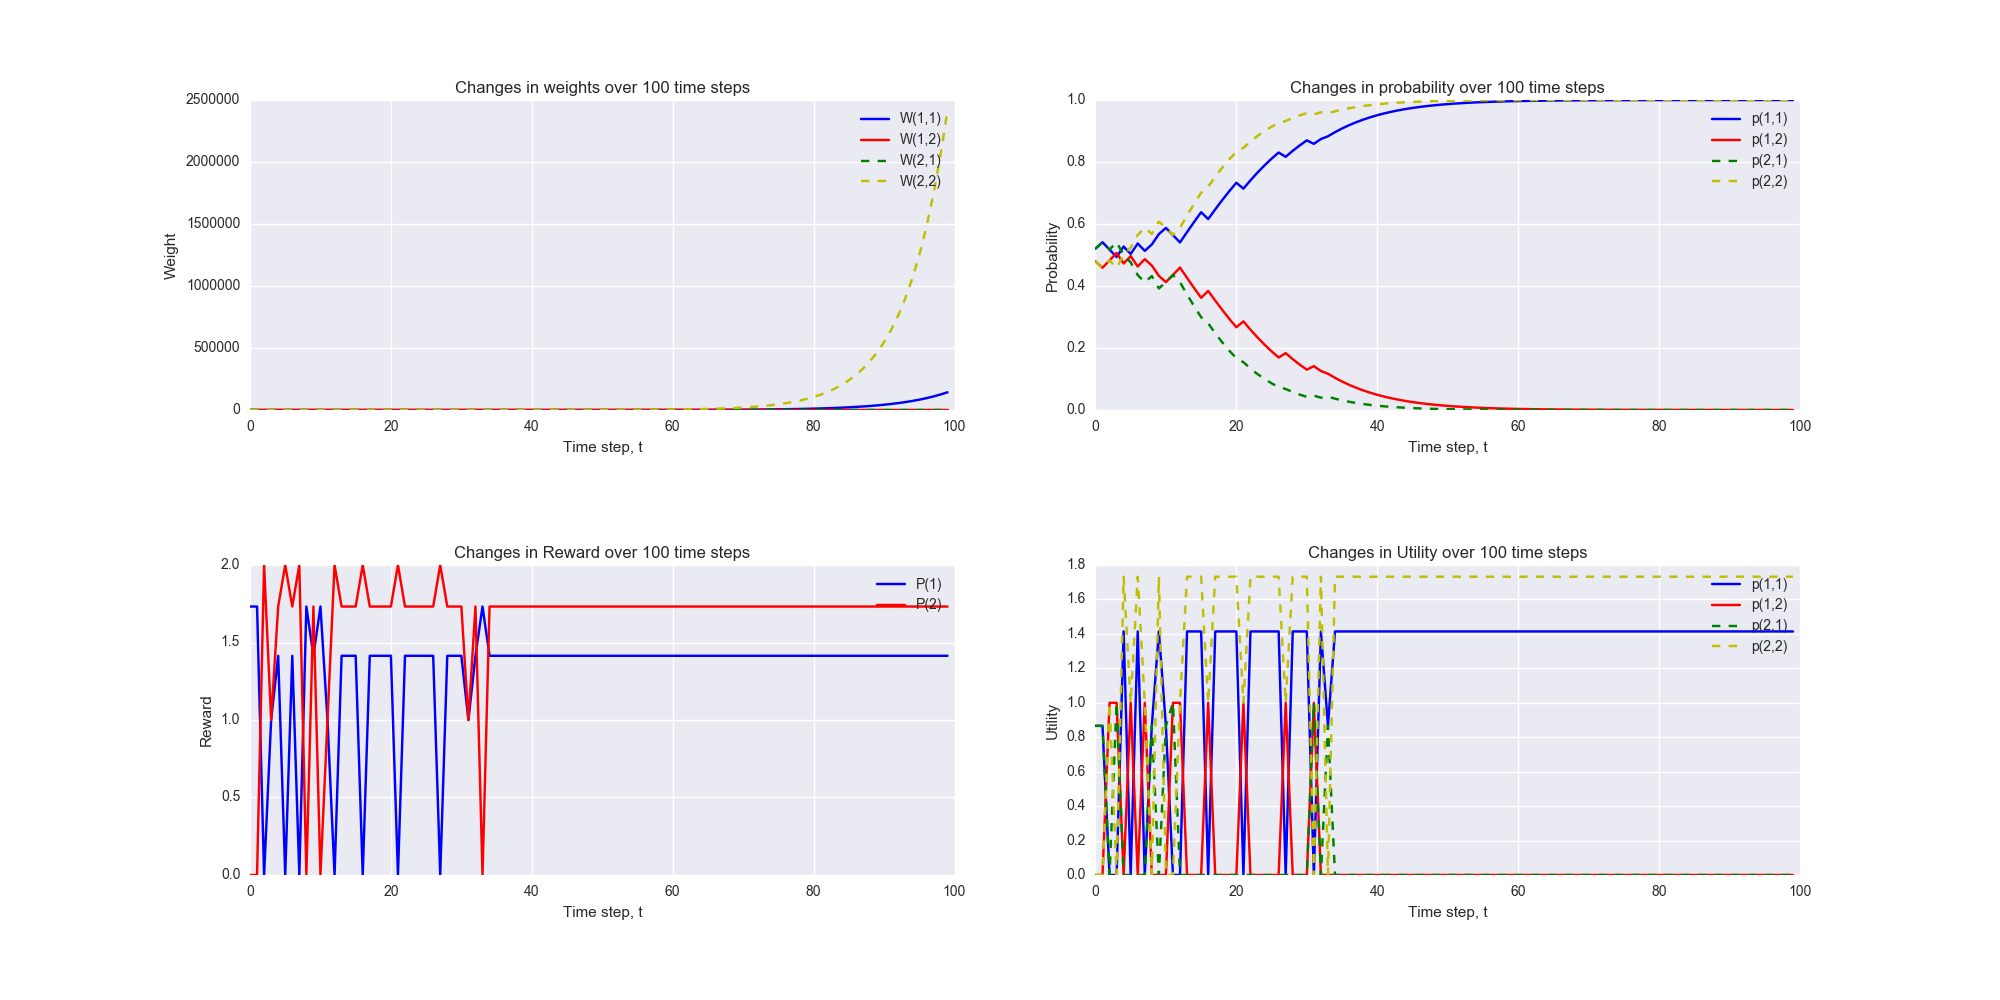 Changes in weights over 100 time steps
2500000
2000000
1500000
1000000
500000
0
Weight
W(1,1)
W(1,2)
W(2,1)
W(2,2)
0 20 40 60 80 100
Time step, t
Changes in probability over 100 time steps
1.0
0.8
0.6
0.4
0.2
0.0
Probability
p(1,1)
p(1,2)
p(2,1)
p(2,2)
0 20 40 60 80 100
Time step, t
Changes in Reward over 100 time steps
2.0
1.5
1.0
0.5
0.0
Reward
P(1)
P(2)
0 20 40 60 80 100
Time step, t
Changes in Utility over 100 time steps
1.8
1.6
1.4
1.2
1.0
0.8
0.6
0.4
0.2
0.0
Utility
p(1,1)
p(1,2)
p(2,1)
p(2,2)
0 20 40 60 80 100
Time step, t